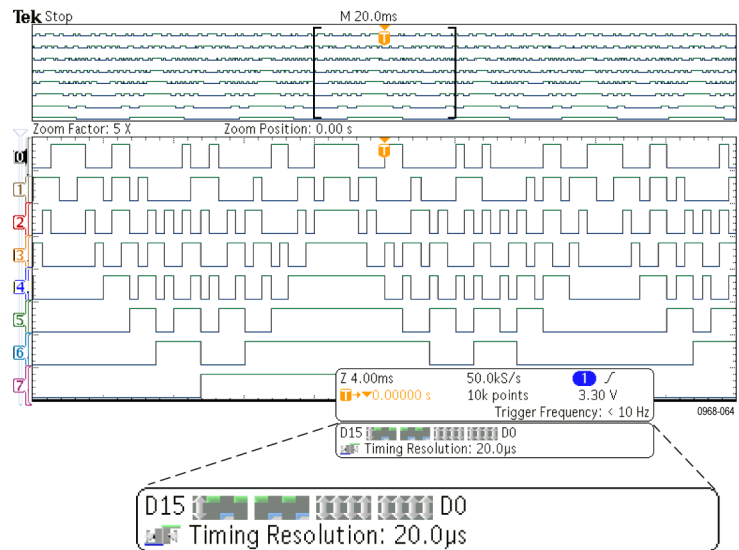 Tek Stop M 20.0ms
T
Zoom Factor: 5 X Zoom Position: 0.00 s
T
0
1
2
3
4
5
6
7
Z 4.00ms 50.0kS/s 1
T→▼0.00000 s 10k points 3.30 V
Trigger Frequency: < 10 Hz
0968-064
D15 D0
Timing Resolution: 20.0µs
D15 D0
Timing Resolution: 20.0µs